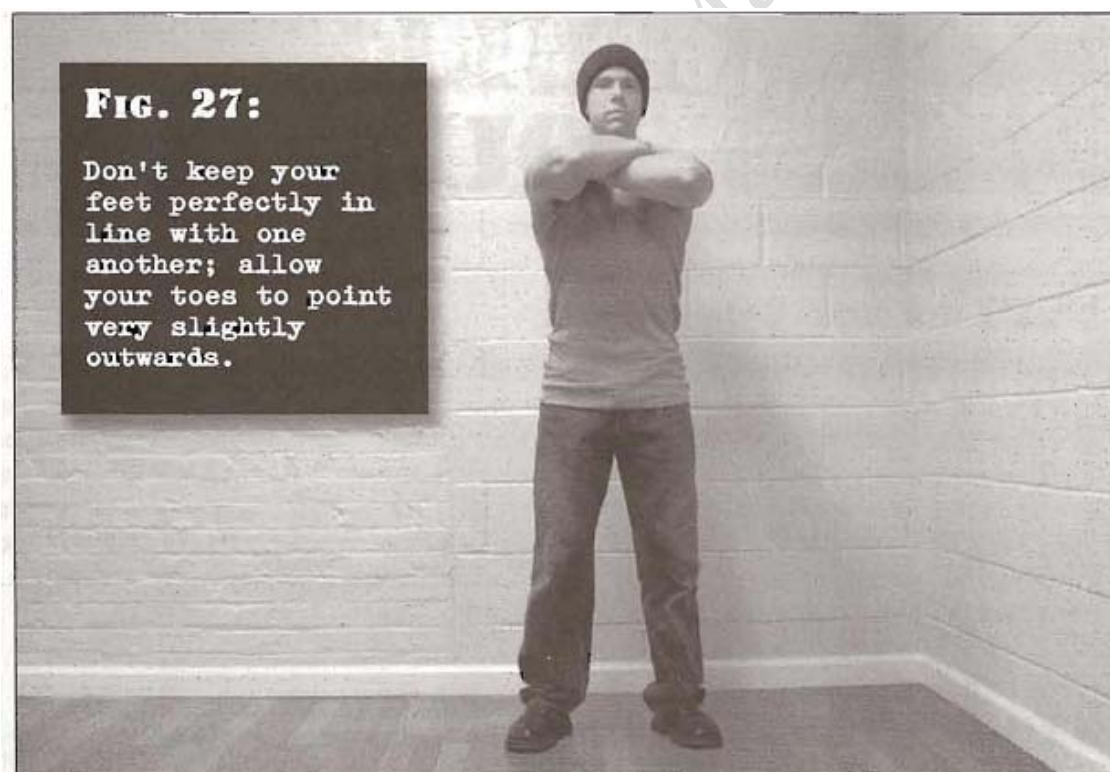 FIG. 27:
Don't keep your
feet perfectly in
line with one
another; allow
your toes to point
very slightly
outwards.